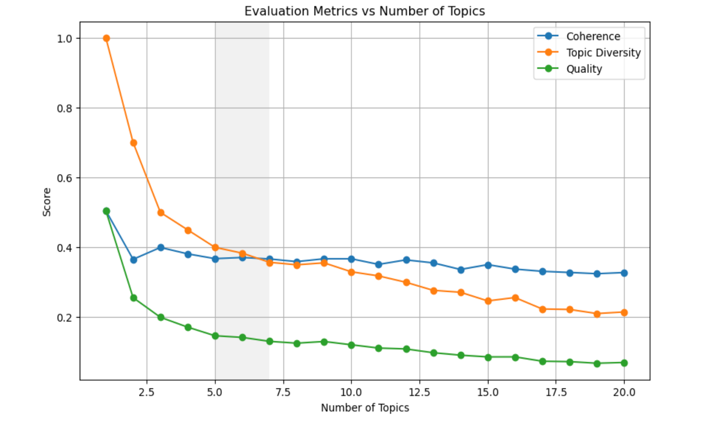 Evaluation Metrics vs Number of Topics
Coherence
Topic Diversity
Quality
1.0
0.8
0.6
0.4
0.2
Score
2.5
5.0
7.5
10.0
12.5
15.0
17.5
20.0
Number of Topics